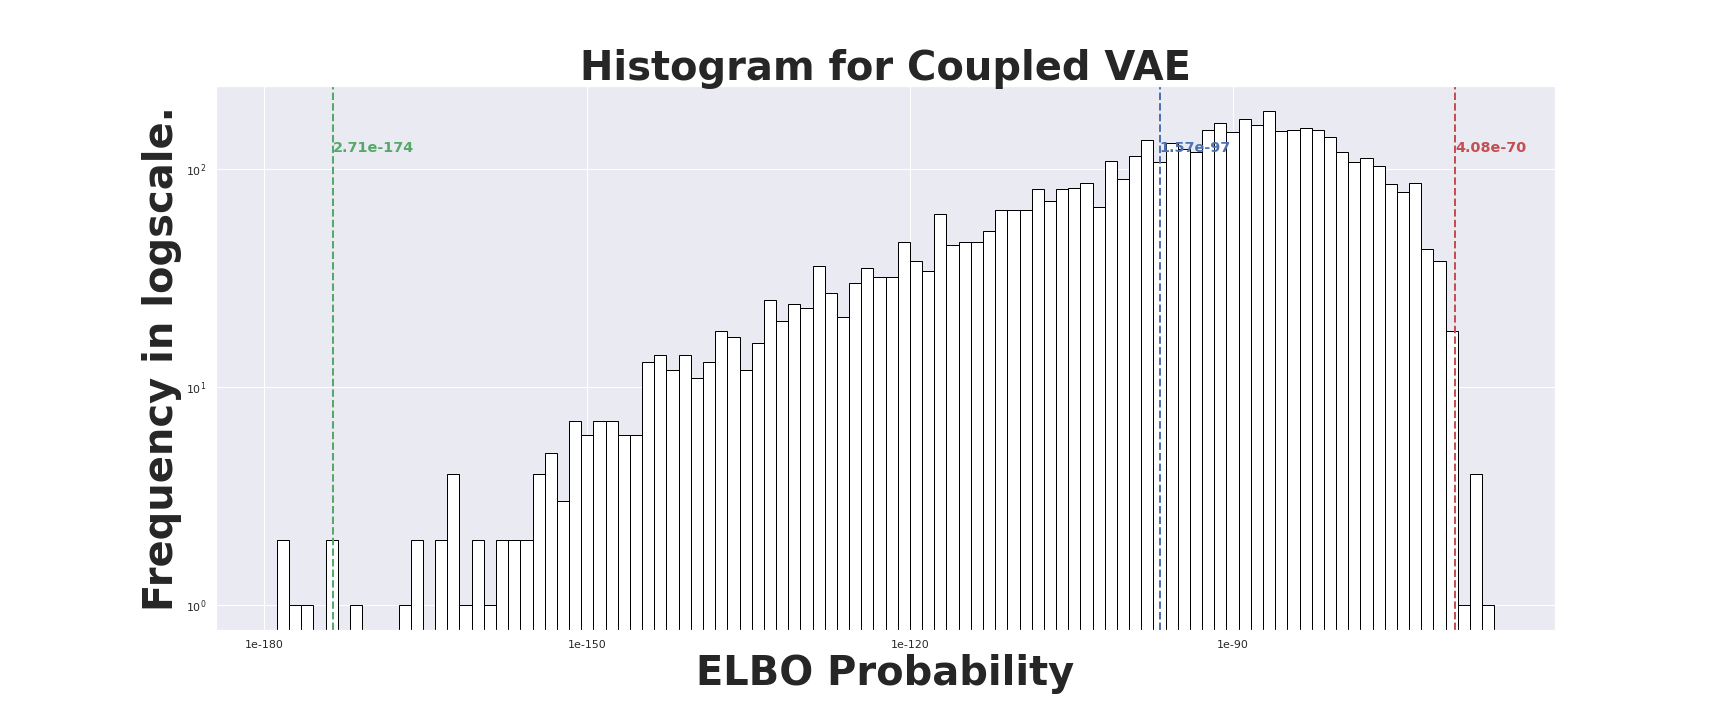 Histogram for Coupled VAE
Frequency in logscale.
10²
10¹
10⁰
2.71e-174
1.57e-97
4.08e-70
1e-180
1e-150
1e-120
1e-90
ELBO Probability